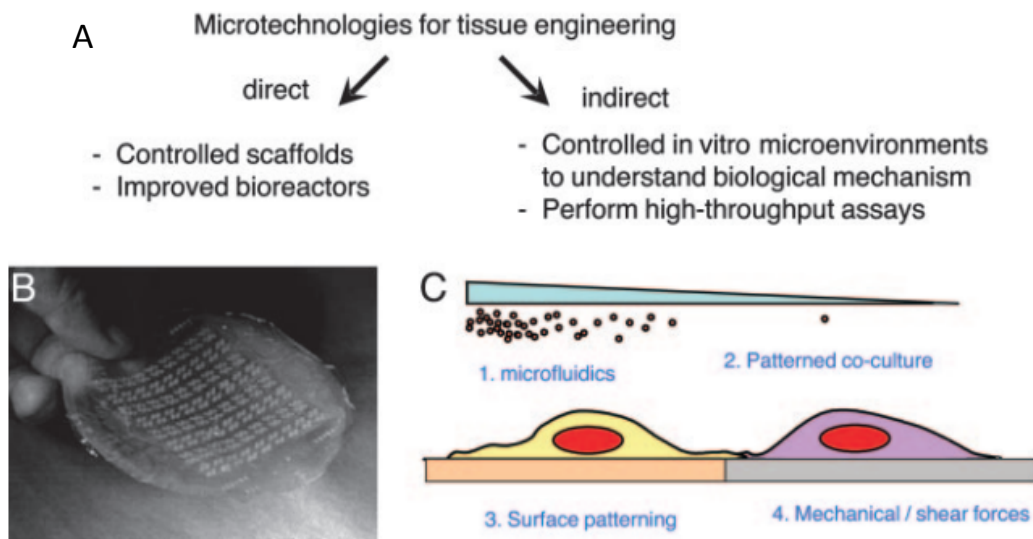 A
Microtechnologies for tissue engineering
direct
indirect
- Controlled scaffolds
- Improved bioreactors
- Controlled in vitro microenvironments
to understand biological mechanism
- Perform high-throughput assays
B
C
1. microfluidics
2. Patterned co-culture
3. Surface patterning
4. Mechanical / shear forces